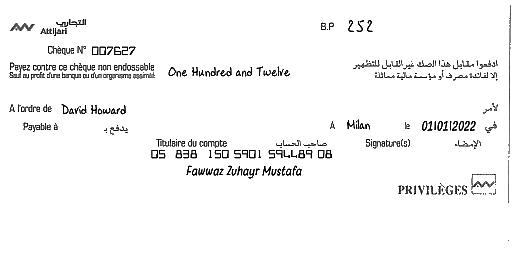 التجاري
Attijari
B.P 252
Chèque N° 007627
Payez contre ce chèque non endossable
Sauf au profit d'une banque ou d'un organisme assimilé
One Hundred and Twelve
ادفعوا مقابل هذا الصك غير القابل للتظهير
إلا لفائدة مصرف أو مؤسسة مالية مماثلة
A l'ordre de David Howard لأمر
Payable à يدفع بـ A Milan le 01/01/2022 في
Titulaire du compte صاحب الحساب Signature(s) الإمضاء
05 838 150 5901 594489 08
Fawwaz Zuhayr Mustafa
PRIVILÈGES